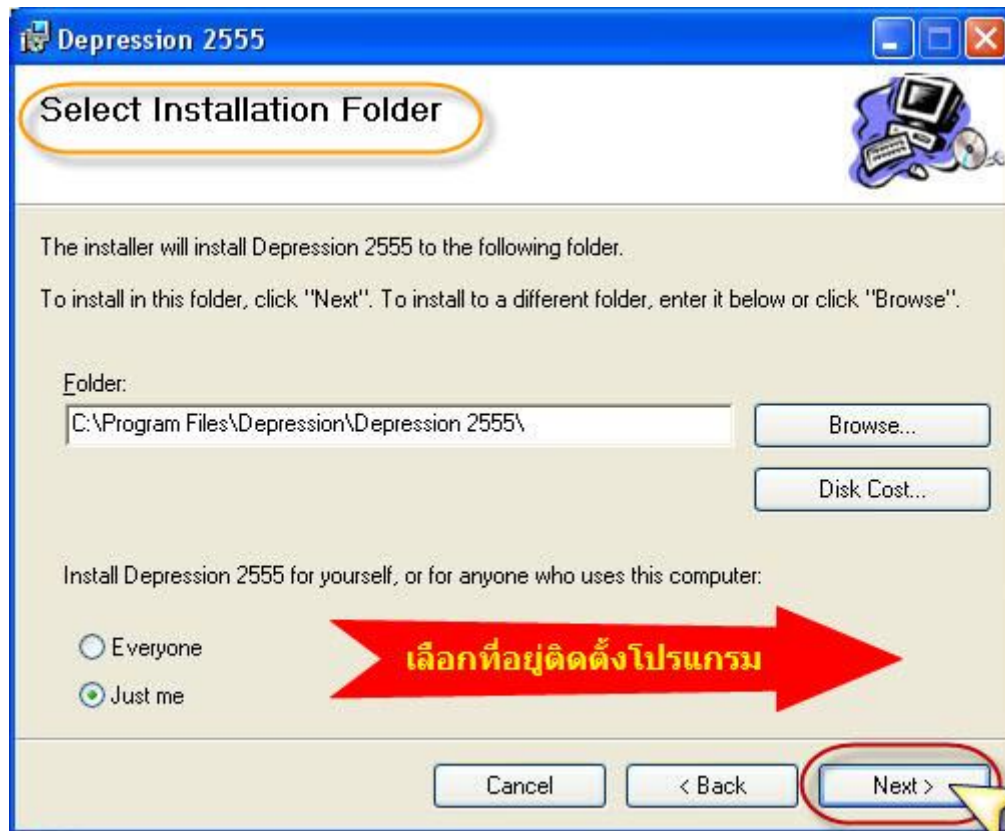 Depression 2555
Select Installation Folder
The installer will install Depression 2555 to the following folder.
To install in this folder, click "Next". To install to a different folder, enter it below or click "Browse".
Folder:
C:\Program Files\Depression\Depression 2555\
Browse...
Disk Cost...
Install Depression 2555 for yourself, or for anyone who uses this computer:
Everyone
เลือกที่อยู่ติดตั้งโปรแกรม
Just me
Cancel
< Back
Next >